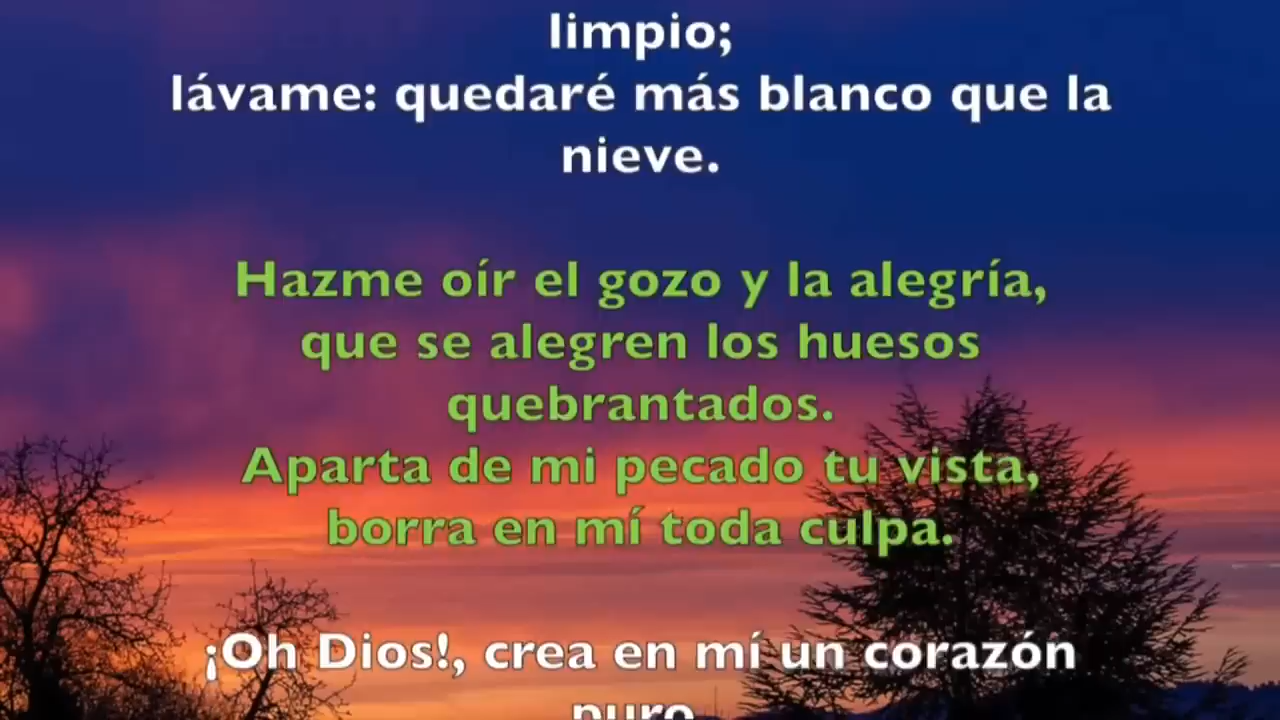 limpio;
lávame: quedaré más blanco que la
nieve.
Hazme oír el gozo y la alegría,
que se alegren los huesos
quebrantados.
Aparta de mi pecado tu vista,
borra en mí toda culpa.
¡Oh Dios!, crea en mí un corazón
puro